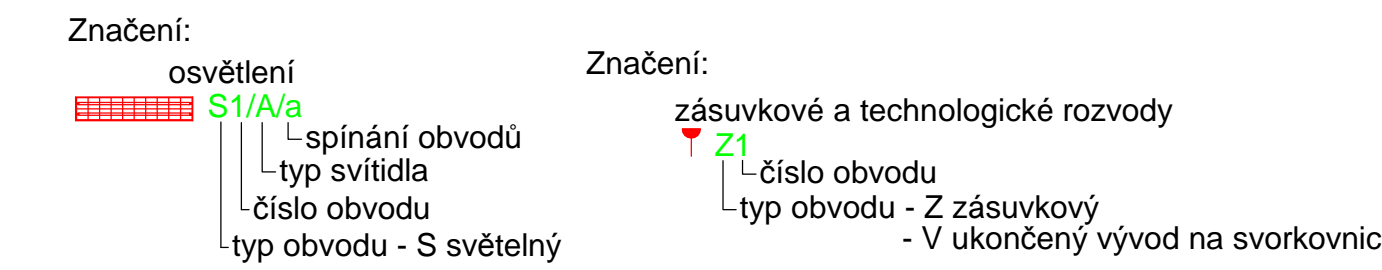 Značení:
osvětlení
S1/A/a
spínání obvodů
typ svítidla
číslo obvodu
typ obvodu - S světelný
Značení:
zásuvkové a technologické rozvody
Z1
číslo obvodu
typ obvodu - Z zásuvkový
- V ukončený vývod na svorkovnic